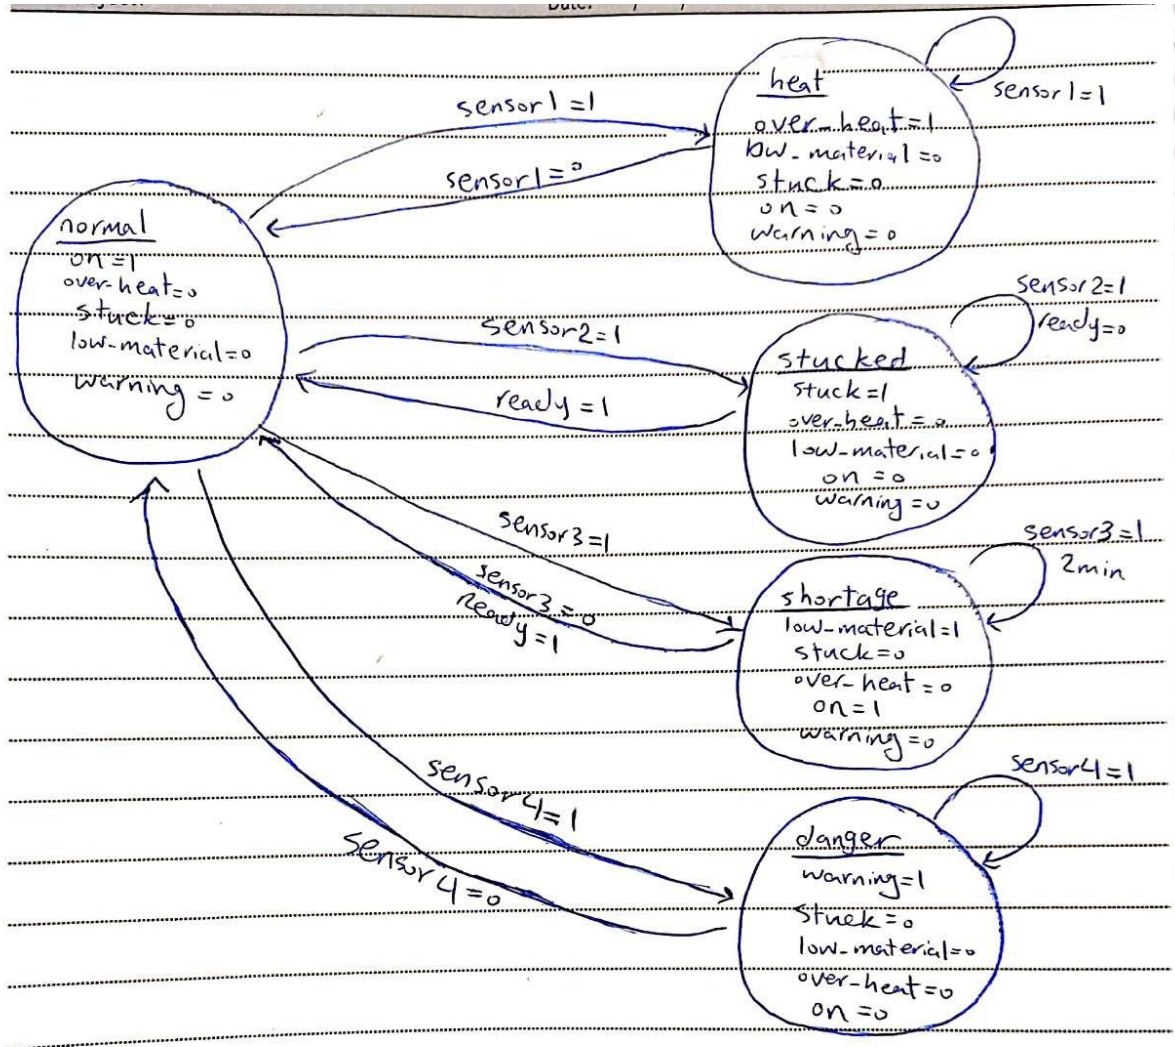 Date: / /
heat
over-heat=1
low-material=0
stuck=0
on=0
warning=0
sensor1=1
sensor1=1
sensor1=0
normal
on=1
over-heat=0
stuck=0
low-material=0
warning=0
sensor2=1
ready=1
stucked
stuck=1
over-heat=0
low-material=0
on=0
warning=0
sensor2=1
ready=0
sensor3=1
sensor3=0
Ready=1
shortage
low-material=1
stuck=0
over-heat=0
on=1
warning=0
sensor3=1
2min
sensor4=1
sensor4=0
danger
warning=1
stuck=0
low-material=0
over-heat=0
on=0
sensor4=1